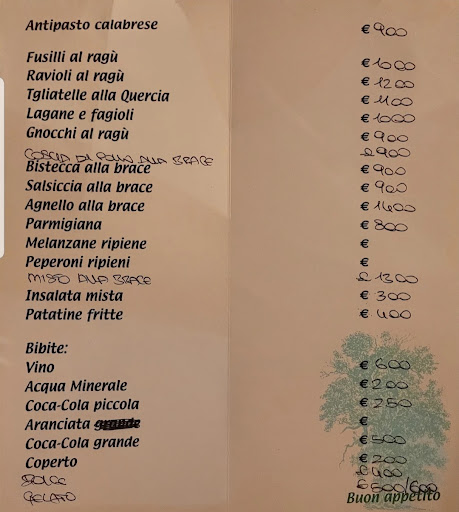 Antipasto calabrese € 900
Fusilli al ragù € 1000
Ravioli al ragù € 1200
Tgliatelle alla Quercia € 1100
Lagane e fagioli € 1000
Gnocchi al ragù € 900
COSCIA DI POLLO ALLA BRACE € 900
Bistecca alla brace € 900
Salsiccia alla brace € 900
Agnello alla brace € 1400
Parmigiana € 800
Melanzane ripiene €
Peperoni ripieni €
MISTO ALLA BRACE € 1300
Insalata mista € 300
Patatine fritte € 400
Bibite:
Vino € 600
Acqua Minerale € 200
Coca-Cola piccola € 250
Aranciata grande €
Coca-Cola grande € 500
Coperto € 200
DOLCE € 400
GELATO € 500/600
Buon appetito